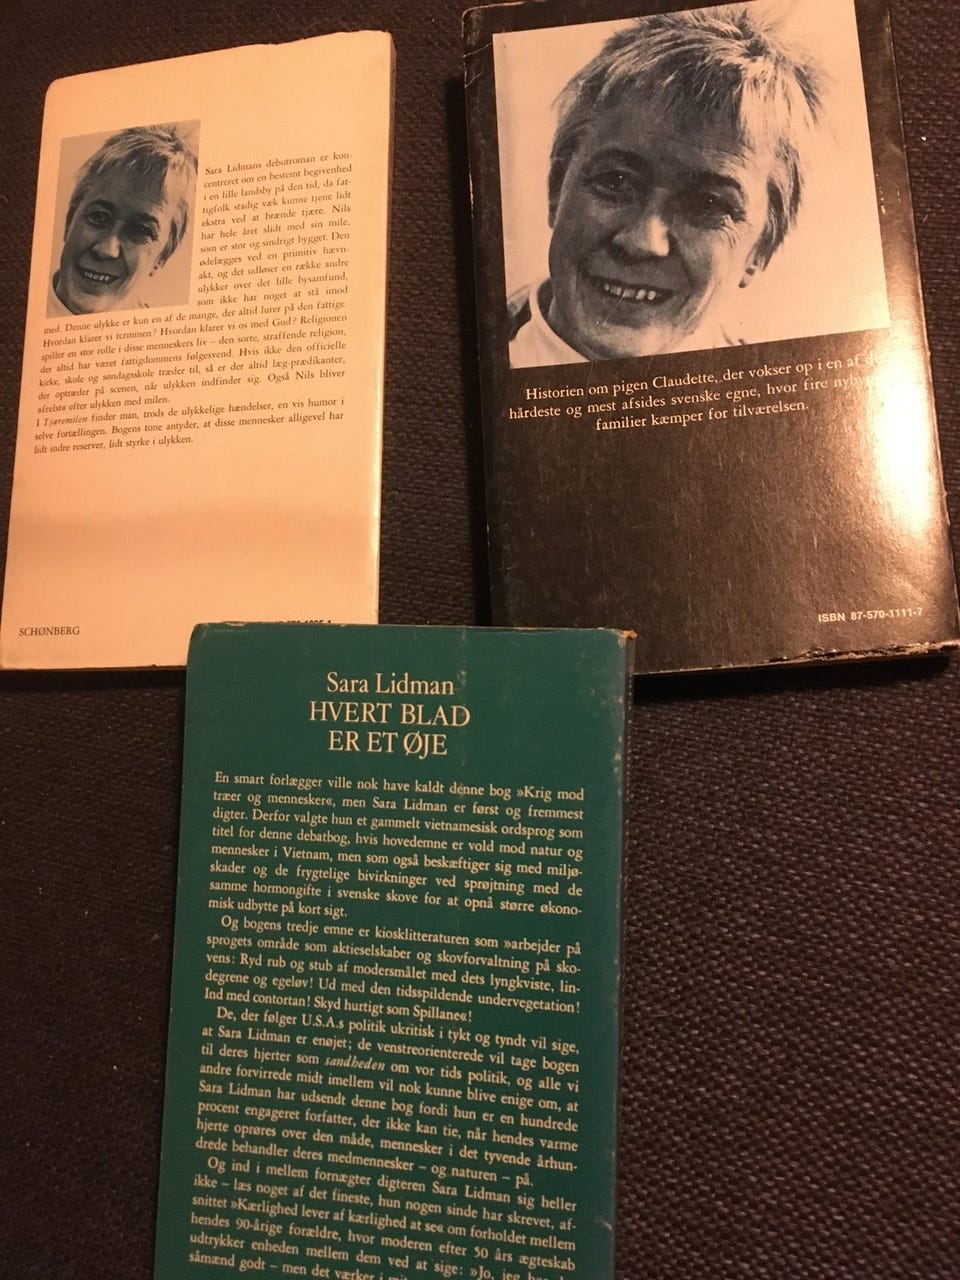 Sara Lidmans debutroman er kon-
centreret om en bestemt begivenhed
i en lille landsby på den tid, da fat-
tigfolk stadig væk kunne tjene lidt
ekstra ved at brænde tjære. Nils
har hele året slidt med sin mile,
som er stor og sindrigt bygget. Den
ødelægges ved en primitiv hævn-
akt, og det udløser en række andre
ulykker over det lille bysamfund,
som ikke har noget at stå imod
med. Denne ulykke er kun en af de mange, der altid lurer på den fattige.
Hvordan klarer vi terminen? Hvordan klarer vi os med Gud? Religionen
spiller en stor rolle i disse menneskers liv – den sorte, straffende religion,
der altid har været fattigdommens følgesvend. Hvis ikke den officielle
kirke, skole og søndagsskole træder til, så er der altid læg-prædikanter,
der optræder på scenen, når ulykken indfinder sig. Også Nils bliver
»frelst« efter ulykken med milen.
I Tjæremilen finder man, trods de ulykkelige hændelser, en vis humor i
selve fortællingen. Bogens tone antyder, at disse mennesker alligevel har
lidt indre reserver, lidt styrke i ulykken.
SCHØNBERG
Historien om pigen Claudette, der vokser op i en af de
hårdeste og mest afsides svenske egne, hvor fire
familier kæmper for tilværelsen.
ISBN 87-570-1111-7
Sara Lidman
HVERT BLAD
ER ET ØJE
En smart forlægger ville nok have kaldt denne bog »Krig mod
træer og mennesker«, men Sara Lidman er først og fremmest
digter. Derfor valgte hun et gammelt vietnamesisk ordsprog som
titel for denne debatbog, hvis hovedemne er vold mod natur og
mennesker i Vietnam, men som også beskæftiger sig med miljø-
skader og de frygtelige bivirkninger ved sprøjtning med de
samme hormongifte i svenske skove for at opnå større økono-
misk udbytte på kort sigt.
Og bogens tredje emne er kiosklitteraturen som »arbejder på
sprogets område som aktieselskaber og skovforvaltning på sko-
vens: Ryd rub og stub af modersmålet med dets lyngkviste, lin-
degrene og egeløv! Ud med den tidsspildende undervegetation!
Ind med contortan! Skyd hurtigt som Spillane«!
De, der følger U.S.A.s politik ukritisk i tykt og tyndt vil sige,
at Sara Lidman er enøjet; de venstreorienterede vil tage bogen
til deres hjerter som sandheden om vor tids politik, og alle vi
andre forvirrede midt imellem vil nok kunne blive enige om, at
Sara Lidman har udsendt denne bog fordi hun er en hundrede
procent engageret forfatter, der ikke kan tie, når hendes varme
hjerte oprøres over den måde, mennesker i det tyvende århun-
drede behandler deres medmennesker – og naturen – på.
Og ind i mellem fornægter digteren Sara Lidman sig heller
ikke – læs noget af det fineste, hun nogen sinde har skrevet, af-
snittet »Kærlighed lever af kærlighed at se« om forholdet mellem
hendes 90-årige forældre, hvor moderen efter 50 års ægteskab
udtrykker enheden mellem dem ved at sige: »Jo, jeg
såmænd godt – men det værker i